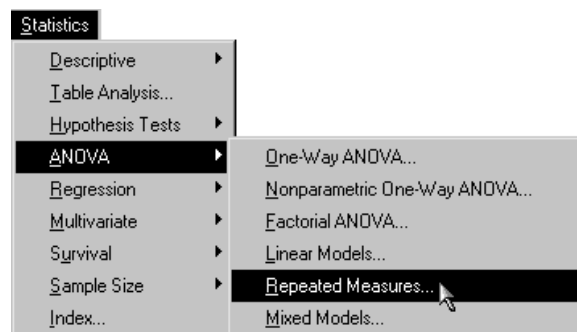 Statistics
Descriptive
Table Analysis...
Hypothesis Tests
ANOVA
Regression
Multivariate
Survival
Sample Size
Index...
One-Way ANOVA...
Nonparametric One-Way ANOVA...
Factorial ANOVA...
Linear Models...
Repeated Measures...
Mixed Models...